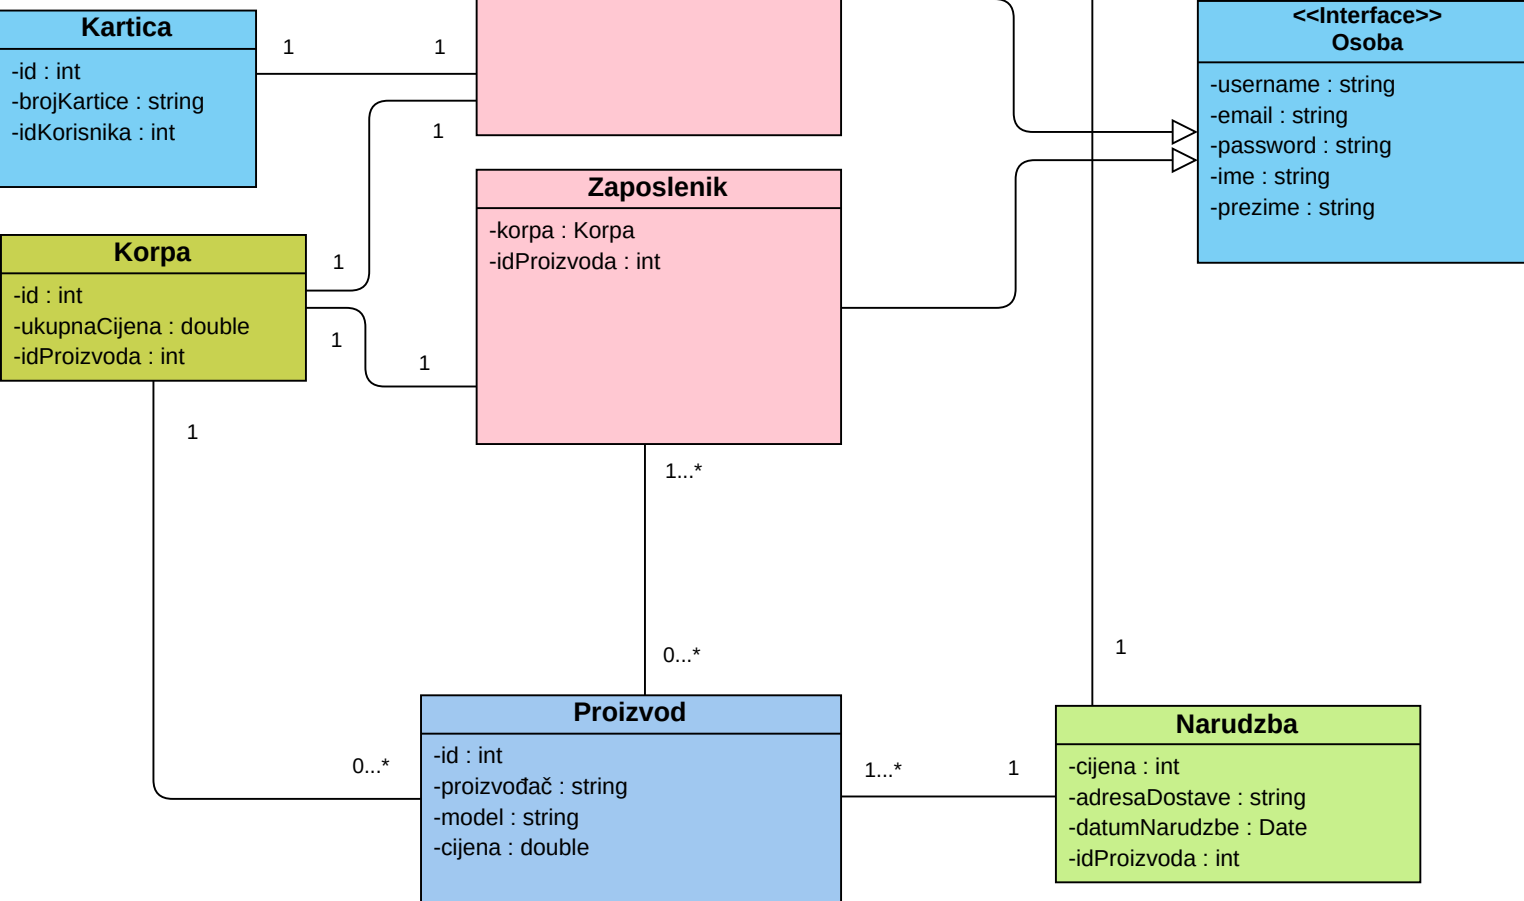 Kartica
-id : int
-brojKartice : string
-idKorisnika : int
1
1
1
<<Interface>>
Osoba
-username : string
-email : string
-password : string
-ime : string
-prezime : string
Zaposlenik
-korpa : Korpa
-idProizvoda : int
Korpa
-id : int
-ukupnaCijena : double
-idProizvoda : int
1
1
1
1
1...*
0...*
1
Proizvod
-id : int
-proizvođač : string
-model : string
-cijena : double
0...*
1...*
1
Narudzba
-cijena : int
-adresaDostave : string
-datumNarudzbe : Date
-idProizvoda : int